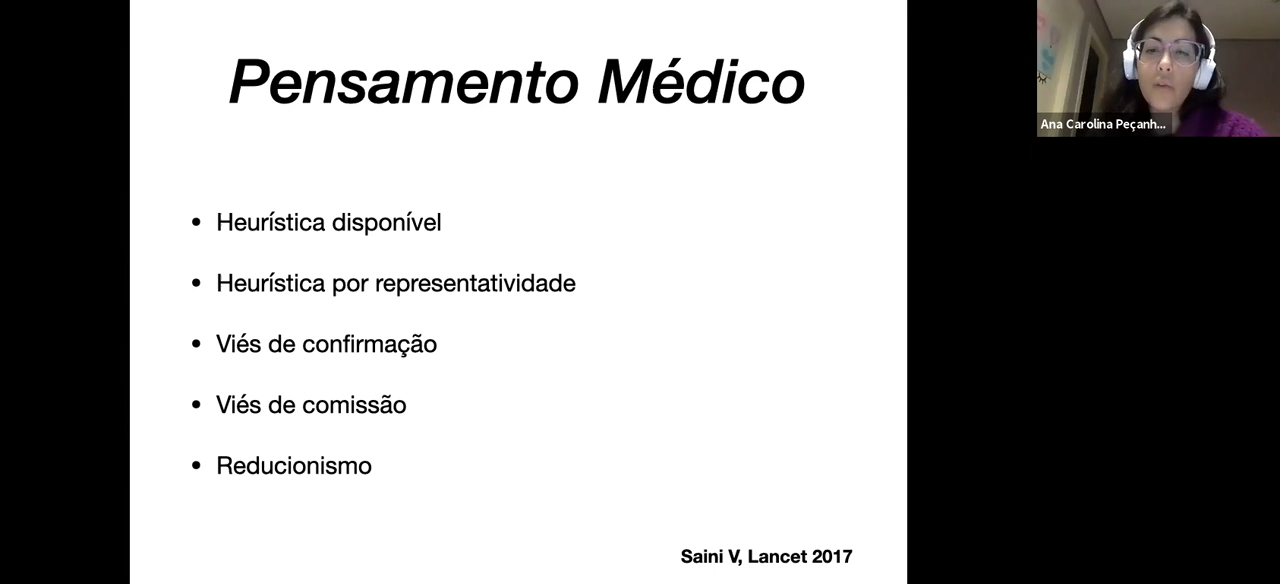 Pensamento Médico
Ana Carolina Peçanh...
• Heurística disponível
• Heurística por representatividade
• Viés de confirmação
• Viés de comissão
• Reducionismo
Saini V, Lancet 2017